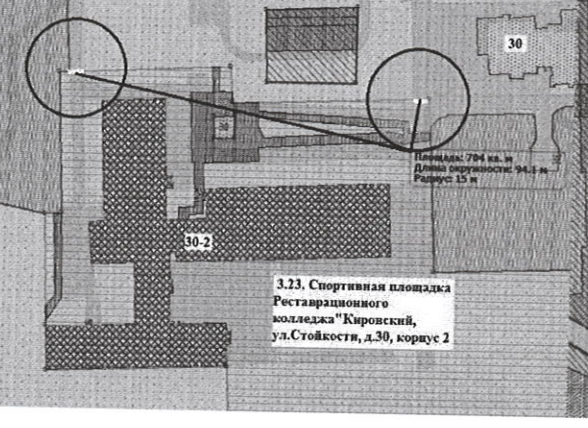 30
Площадь: 704 кв. м
Длина окружности: 94.1 м
Радиус: 15 м
30-2
3.23. Спортивная площадка
Реставрационного
колледжа"Кировский,
ул.Стойкости, д.30, корпус 2